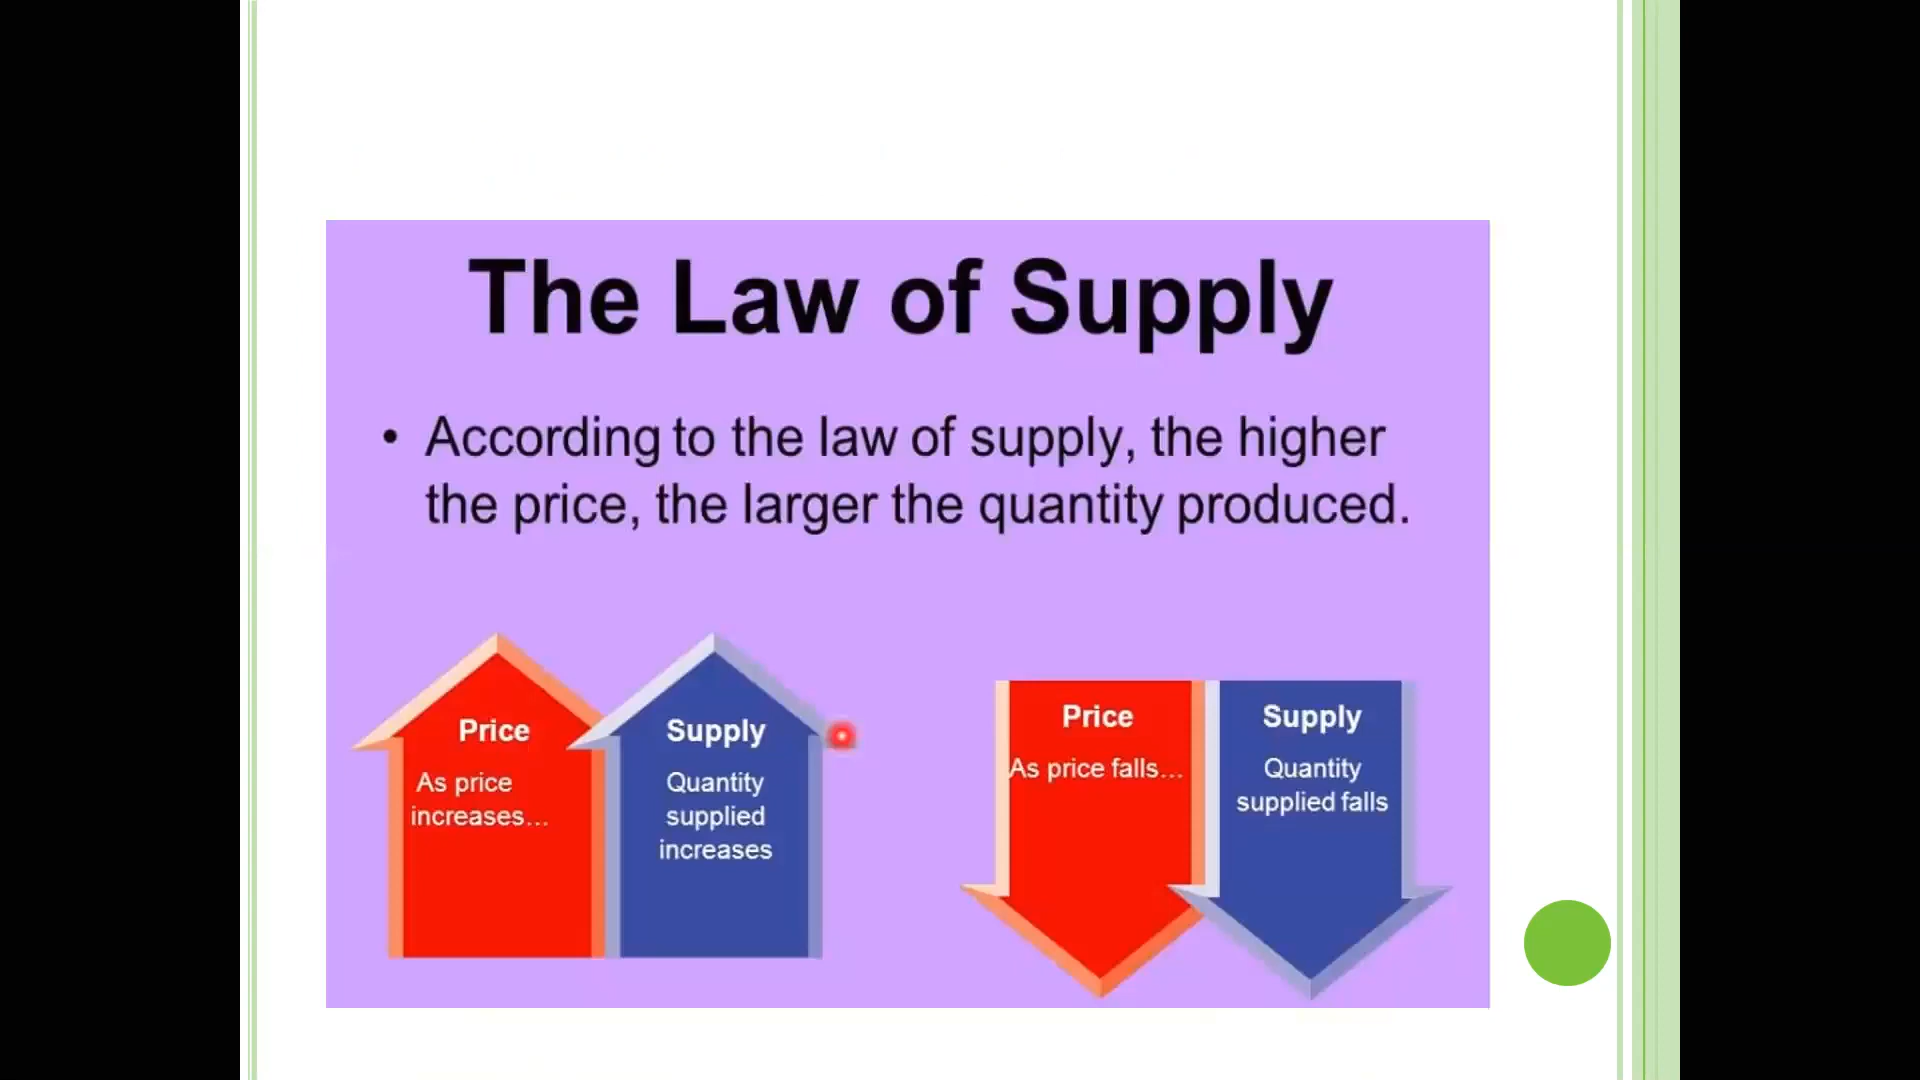 The Law of Supply
• According to the law of supply, the higher
the price, the larger the quantity produced.
Price
As price
increases...
Supply
Quantity
supplied
increases
Price
As price falls...
Supply
Quantity
supplied falls